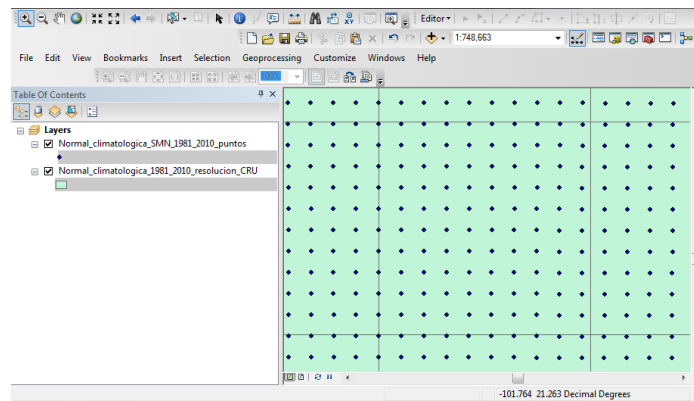 Editor
1:748,663
File Edit View Bookmarks Insert Selection Geoprocessing Customize Windows Help
100%
Table Of Contents
Layers
Normal_climatologica_SMN_1981_2010_puntos
Normal_climatologica_1981_2010_resolucion_CRU
-101.764 21.263 Decimal Degrees